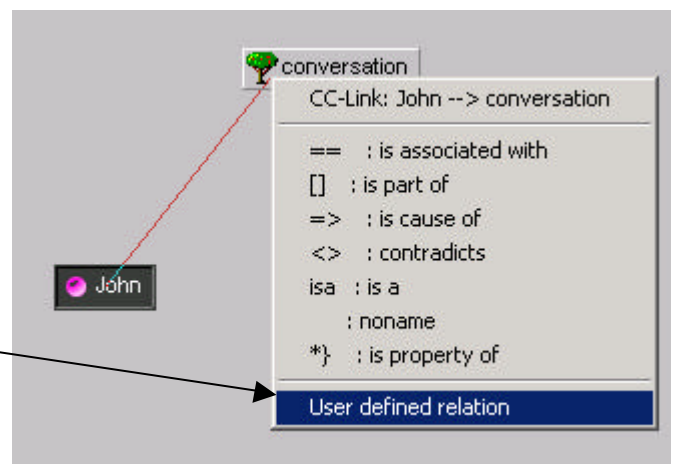 conversation
CC-Link: John --> conversation
== : is associated with
[] : is part of
=> : is cause of
<> : contradicts
isa : is a
: noname
*} : is property of
John
User defined relation